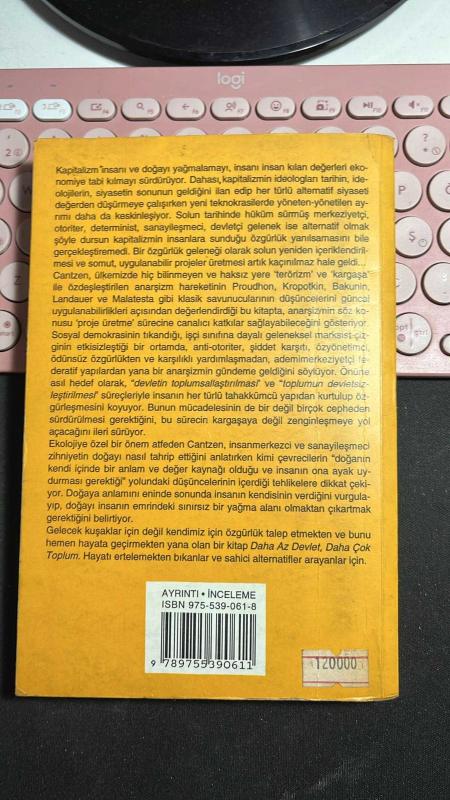 logi
Kapitalizm insanı ve doğayı yağmalamayı, insanı insan kılan değerleri eko-
nomiye tabi kılmayı sürdürüyor. Dahası, kapitalizmin ideologları tarihin, ide-
olojilerin, siyasetin sonunun geldiğini ilan edip her türlü alternatif siyaseti
değerden düşürmeye çalışırken yeni teknokrasilerde yöneten-yönetilen ay-
rımı daha da keskinleşiyor. Solun tarihinde hüküm sürmüş merkeziyetçi,
otoriter, determinist, sanayileşmeci, devletçi gelenek ise alternatif olmak
şöyle dursun kapitalizmin insanlara sunduğu özgürlük yanılsamasını bile
gerçekleştiremedi. Bir özgürlük geleneği olarak solun yeniden içeriklendiril-
mesi ve somut, uygulanabilir projeler üretmesi artık kaçınılmaz hale geldi...
Cantzen, ülkemizde hiç bilinmeyen ve haksız yere 'terörizm' ve 'kargaşa'
ile özdeşleştirilen anarşizm hareketinin Proudhon, Kropotkin, Bakunin,
Landauer ve Malatesta gibi klasik savunucularının düşüncelerini güncel
uygulanabilirlikleri açısından değerlendirdiği bu kitapta, anarşizmin söz ko-
nusu 'proje üretme' sürecine canalıcı katkılar sağlayabileceğini gösteriyor.
Sosyal demokrasinin tıkandığı, işçi sınıfına dayalı geleneksel marksist çiz-
ginin etkisizleştiği bir ortamda, anti-otoriter, şiddet karşıtı, özyönetimci,
ödünsüz özgürlükten ve karşılıklı yardımlaşmadan, ademimerkeziyetçi fe-
deratif yapılardan yana bir anarşizmin gündeme geldiğini söylüyor. Önüne
asıl hedef olarak, "devletin toplumsallaştırılması" ve "toplumun devletsiz-
leştirilmesi" süreçleriyle insanın her türlü tahakkümcü yapıdan kurtulup öz-
gürleşmesini koyuyor. Bunun mücadelesinin de bir değil birçok cepheden
sürdürülmesi gerektiğini, bu sürecin kargaşaya değil zenginleşmeye yol
açacağını ileri sürüyor.
Ekolojiye özel bir önem atfeden Cantzen, insanmerkezci ve sanayileşmeci
zihniyetin doğayı nasıl tahrip ettiğini anlatırken kimi çevrecilerin "doğanın
kendi içinde bir anlam ve değer kaynağı olduğu ve insanın ona ayak uy-
durması gerektiği" yolundaki düşüncelerinin içerdiği tehlikelere dikkat çeki-
yor. Doğaya anlamını eninde sonunda insanın kendisinin verdiğini vurgula-
yıp, doğayı insanın emrindeki sınırsız bir yağma alanı olmaktan çıkartmak
gerektiğini belirtiyor.
Gelecek kuşaklar için değil kendimiz için özgürlük talep etmekten ve bunu
hemen hayata geçirmekten yana olan bir kitap Daha Az Devlet, Daha Çok
Toplum. Hayatı ertelemekten bıkanlar ve sahici alternatifler arayanlar için.
AYRINTI • İNCELEME
ISBN 975-539-061-8
9 789755 390611
120000